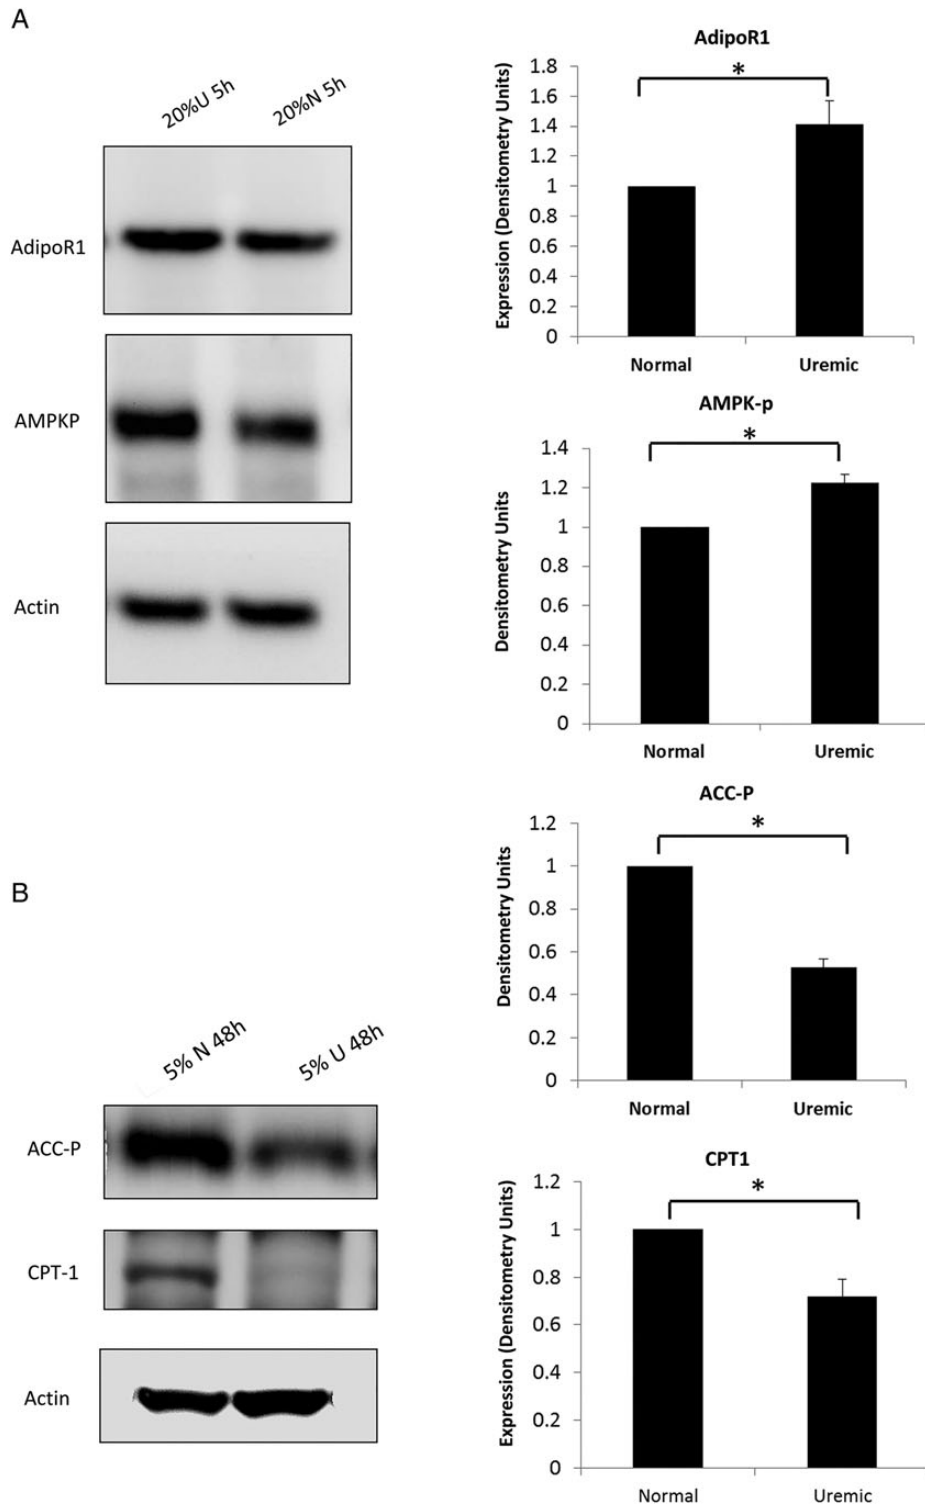 A
20%U 5h
20%N 5h
AdipoR1
AMPKP
Actin
AdipoR1
Expression (Densitometry Units)
1.8
1.6
1.4
1.2
1
0.8
0.6
0.4
0.2
0
*
Normal
Uremic
AMPK-p
Densitometry Units
1.4
1.2
1
0.8
0.6
0.4
0.2
0
*
Normal
Uremic
ACC-P
Densitometry Units
1.2
1
0.8
0.6
0.4
0.2
0
*
Normal
Uremic
B
5% N 48h
5% U 48h
ACC-P
CPT-1
Actin
CPT1
Expression (Densitometry Units)
1.2
1
0.8
0.6
0.4
0.2
0
*
Normal
Uremic